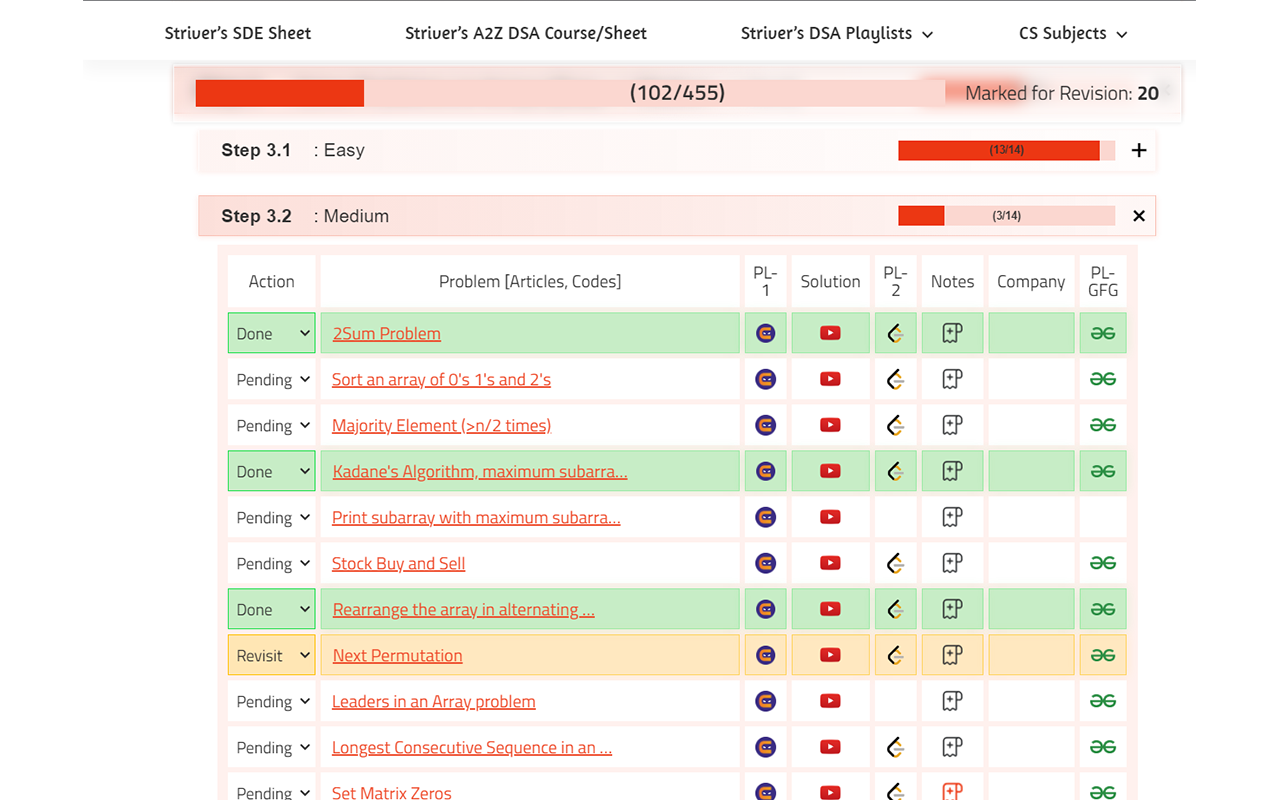 Striver's SDE Sheet Striver's A2Z DSA Course/Sheet Striver's DSA Playlists CS Subjects
(102/455) Marked for Revision: 20
Step 3.1 : Easy (13/14) +
Step 3.2 : Medium (3/14) ×
Action Problem [Articles, Codes] PL-1 Solution PL-2 Notes Company PL-GFG
Done 2Sum Problem
Pending Sort an array of 0's 1's and 2's
Pending Majority Element (>n/2 times)
Done Kadane's Algorithm, maximum subarra...
Pending Print subarray with maximum subarra...
Pending Stock Buy and Sell
Done Rearrange the array in alternating ...
Revisit Next Permutation
Pending Leaders in an Array problem
Pending Longest Consecutive Sequence in an ...
Pending Set Matrix Zeros